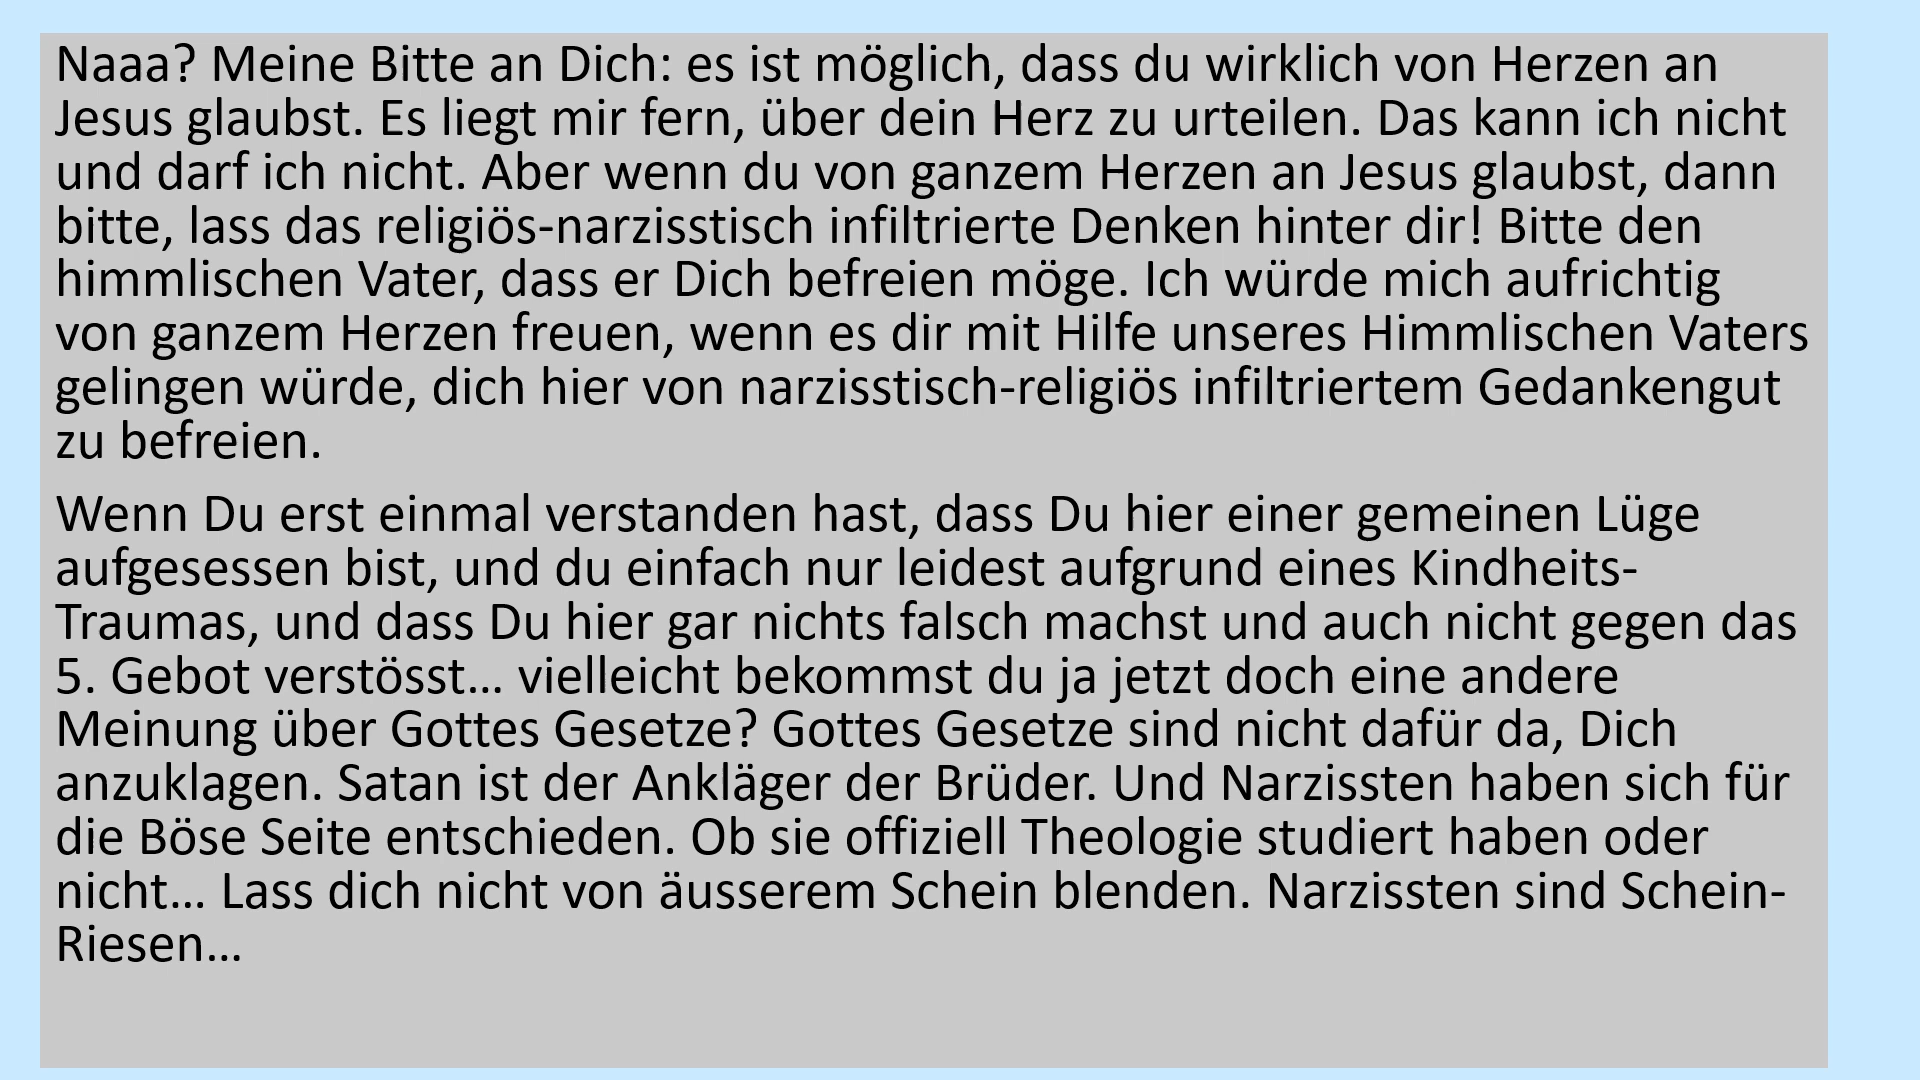 Naaa? Meine Bitte an Dich: es ist möglich, dass du wirklich von Herzen an
Jesus glaubst. Es liegt mir fern, über dein Herz zu urteilen. Das kann ich nicht
und darf ich nicht. Aber wenn du von ganzem Herzen an Jesus glaubst, dann
bitte, lass das religiös-narzisstisch infiltrierte Denken hinter dir! Bitte den
himmlischen Vater, dass er Dich befreien möge. Ich würde mich aufrichtig
von ganzem Herzen freuen, wenn es dir mit Hilfe unseres Himmlischen Vaters
gelingen würde, dich hier von narzisstisch-religiös infiltriertem Gedankengut
zu befreien.
Wenn Du erst einmal verstanden hast, dass Du hier einer gemeinen Lüge
aufgesessen bist, und du einfach nur leidest aufgrund eines Kindheits-
Traumas, und dass Du hier gar nichts falsch machst und auch nicht gegen das
5. Gebot verstösst… vielleicht bekommst du ja jetzt doch eine andere
Meinung über Gottes Gesetze? Gottes Gesetze sind nicht dafür da, Dich
anzuklagen. Satan ist der Ankläger der Brüder. Und Narzissten haben sich für
die Böse Seite entschieden. Ob sie offiziell Theologie studiert haben oder
nicht… Lass dich nicht von äusserem Schein blenden. Narzissten sind Schein-
Riesen…